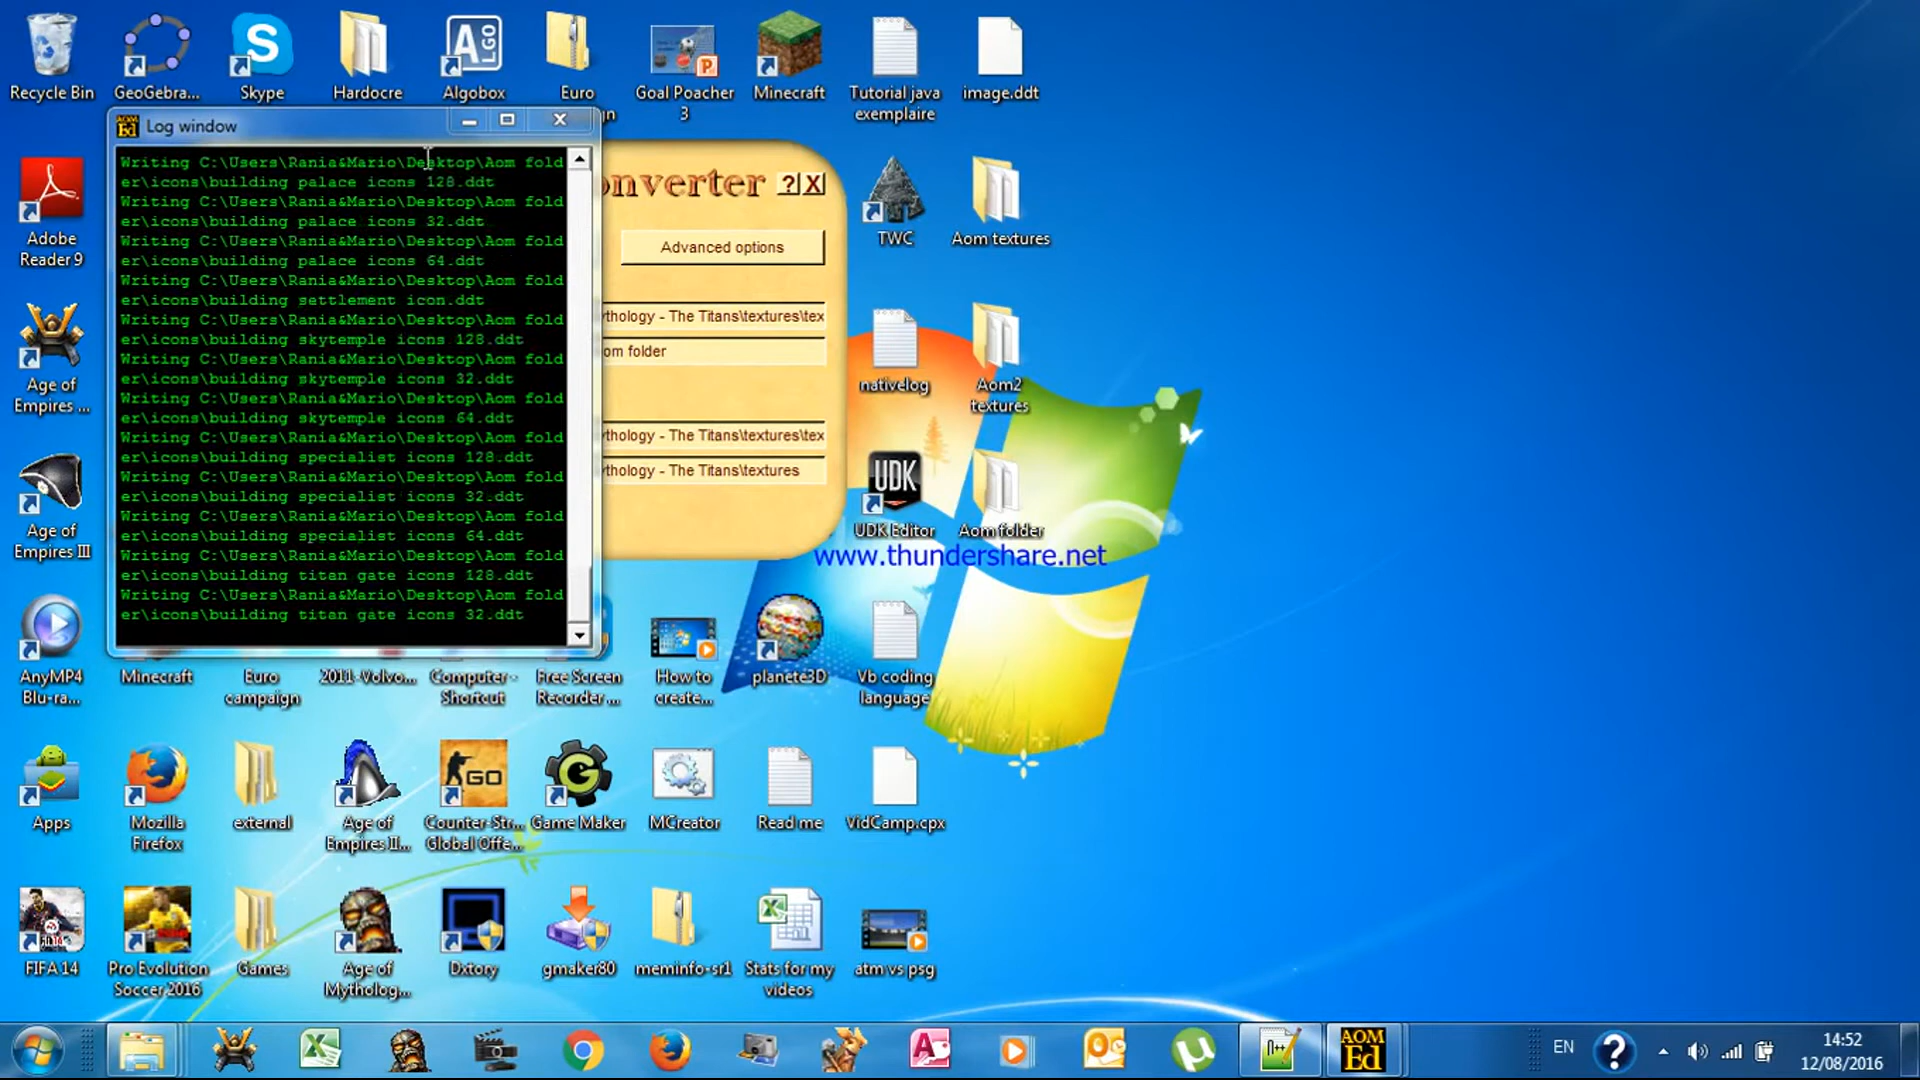 Recycle Bin
GeoGebra...
Skype
Hardocre
Algobox
Euro
Goal Poacher
3
Minecraft
Tutorial java
exemplaire
image.ddt
Log window
Writing C:\Users\Rania&Mario\Desktop\Aom fold
er\icons\building palace icons 128.ddt
Writing C:\Users\Rania&Mario\Desktop\Aom fold
er\icons\building palace icons 32.ddt
Writing C:\Users\Rania&Mario\Desktop\Aom fold
er\icons\building palace icons 64.ddt
Writing C:\Users\Rania&Mario\Desktop\Aom fold
er\icons\building settlement icon.ddt
Writing C:\Users\Rania&Mario\Desktop\Aom fold
er\icons\building skytemple icons 128.ddt
Writing C:\Users\Rania&Mario\Desktop\Aom fold
er\icons\building skytemple icons 32.ddt
Writing C:\Users\Rania&Mario\Desktop\Aom fold
er\icons\building skytemple icons 64.ddt
Writing C:\Users\Rania&Mario\Desktop\Aom fold
er\icons\building specialist icons 128.ddt
Writing C:\Users\Rania&Mario\Desktop\Aom fold
er\icons\building specialist icons 32.ddt
Writing C:\Users\Rania&Mario\Desktop\Aom fold
er\icons\building specialist icons 64.ddt
Writing C:\Users\Rania&Mario\Desktop\Aom fold
er\icons\building titan gate icons 128.ddt
Writing C:\Users\Rania&Mario\Desktop\Aom fold
er\icons\building titan gate icons 32.ddt
onverter ? X
Advanced options
ythology - The Titans\textures\tex
om folder
ythology - The Titans\textures\tex
ythology - The Titans\textures
Adobe
Reader 9
TWC
Aom textures
Age of
Empires ...
nativelog
Aom2
textures
Age of
Empires III
UDK
UDK Editor
Aom folder
www.thundershare.net
AnyMP4
Blu-ra...
Minecraft
Euro
campaign
2011-Volvo...
Computer -
Shortcut
Free Screen
Recorder ...
How to
create...
planete3D
Vb coding
language
Apps
Mozilla
Firefox
external
Age of
Empires II...
GO
Counter-Str...
Global Offe...
Game Maker
MCreator
Read me
VidCamp.cpx
FIFA 14
Pro Evolution
Soccer 2016
Games
Age of
Mytholog...
Dxtory
gmaker80
meminfo-sr1
Stats for my
videos
atm vs psg
AOM
Ed
EN
14:52
12/08/2016